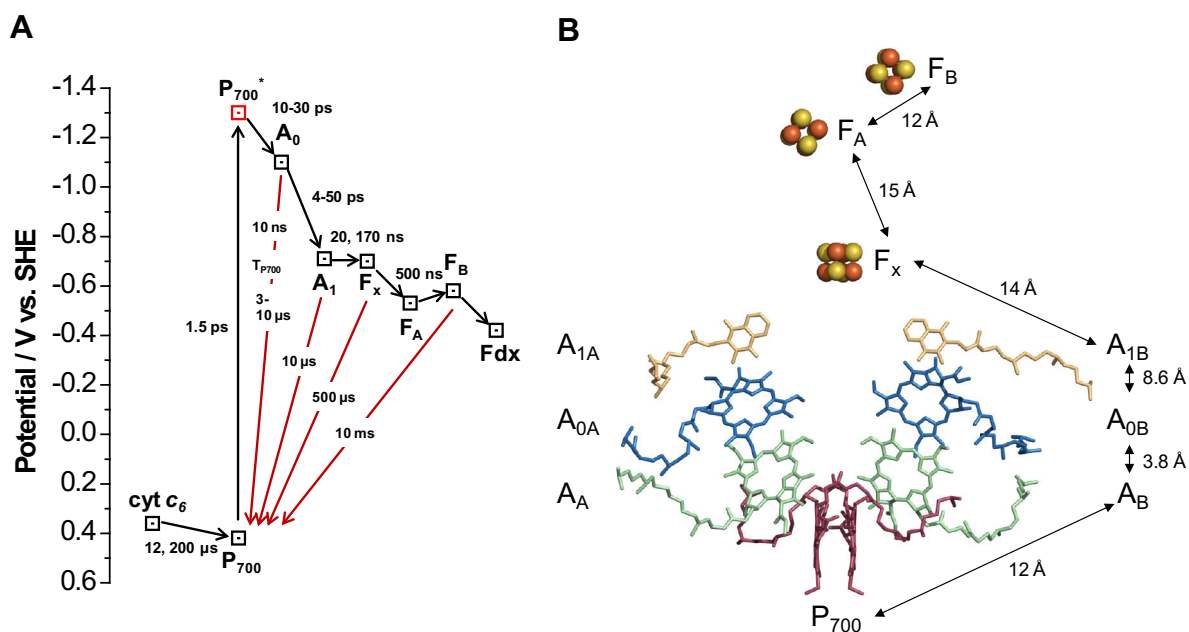 A
B
Potential / V vs. SHE
-1.4
-1.2
-1.0
-0.8
-0.6
-0.4
-0.2
0.0
0.2
0.4
0.6
P700*
10-30 ps
A0
4-50 ps
10 ns
TP700
3-
10 µs
20, 170 ns
A1
Fx
500 ns
FB
FA
Fdx
1.5 ps
10 µs
500 µs
10 ms
cyt c6
12, 200 µs
P700
FB
12 Å
FA
15 Å
Fx
14 Å
A1A
A1B
8.6 Å
A0A
A0B
3.8 Å
AA
AB
12 Å
P700